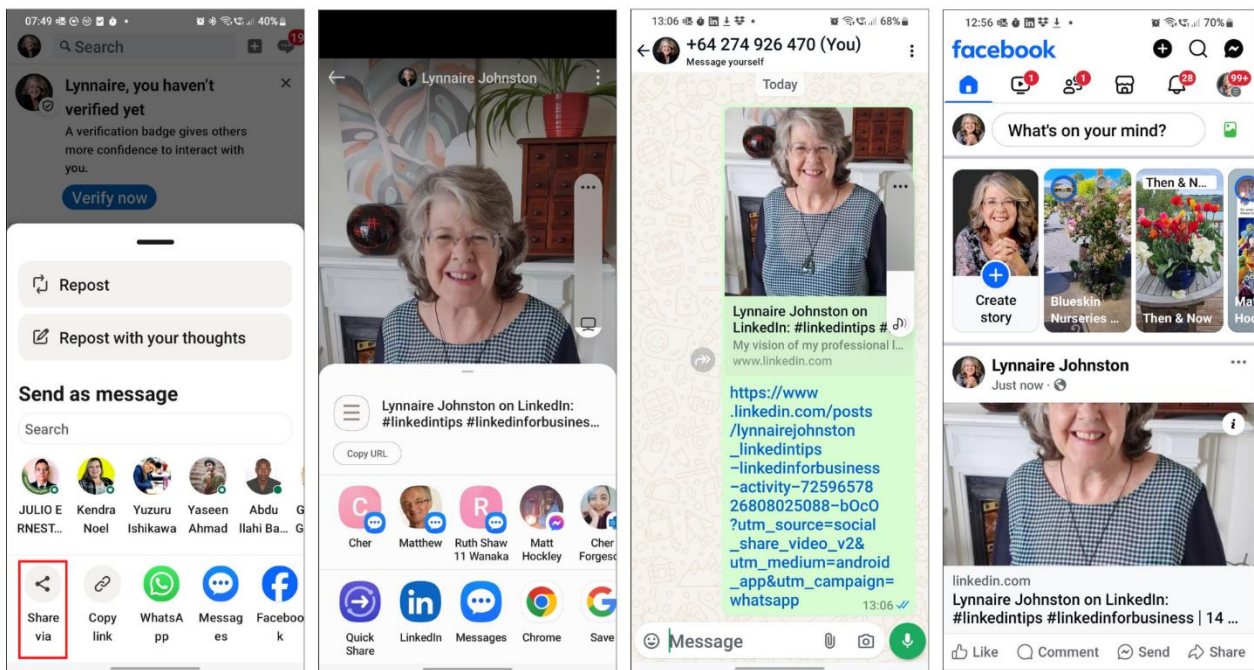 07:49
40%
Search
19
Lynnaire, you haven't
verified yet
A verification badge gives others
more confidence to interact with
you.
Verify now
Repost
Repost with your thoughts
Send as message
Search
JULIO E
RNEST...
Kendra
Noel
Yuzuru
Ishikawa
Yaseen
Ahmad
Abdu
llahi Ba...
G
G
Share
via
Copy
link
WhatsA
pp
Messag
es
Faceboo
k
Lynnaire Johnston
Lynnaire Johnston on LinkedIn:
#linkedintips #linkedinforbusines...
Copy URL
C
Cher
Matthew
R
Ruth Shaw
11 Wanaka
Matt
Hockley
Cher
Forgesc
in
Quick
Share
LinkedIn
Messages
Chrome
Save
13:06
68%
+64 274 926 470 (You)
Message yourself
Today
Lynnaire Johnston on
LinkedIn: #linkedintips #
My vision of my professional l...
www.linkedin.com
https://www
.linkedin.com/posts
/lynnairejohnston
_linkedintips
-linkedinforbusiness
-activity-72596578
26808025088-bOcO
?utm_source=social
_share_video_v2&
utm_medium=android
_app&utm_campaign=
whatsapp
13:06
Message
12:56
70%
facebook
1
1
28
99+
What's on your mind?
Create
story
Blueskin
Nurseries ...
Then & N...
Then & Now
Hoc
Lynnaire Johnston
Just now
linkedin.com
Lynnaire Johnston on LinkedIn:
#linkedintips #linkedinforbusiness | 14 ...
Like
Comment
Send
Share